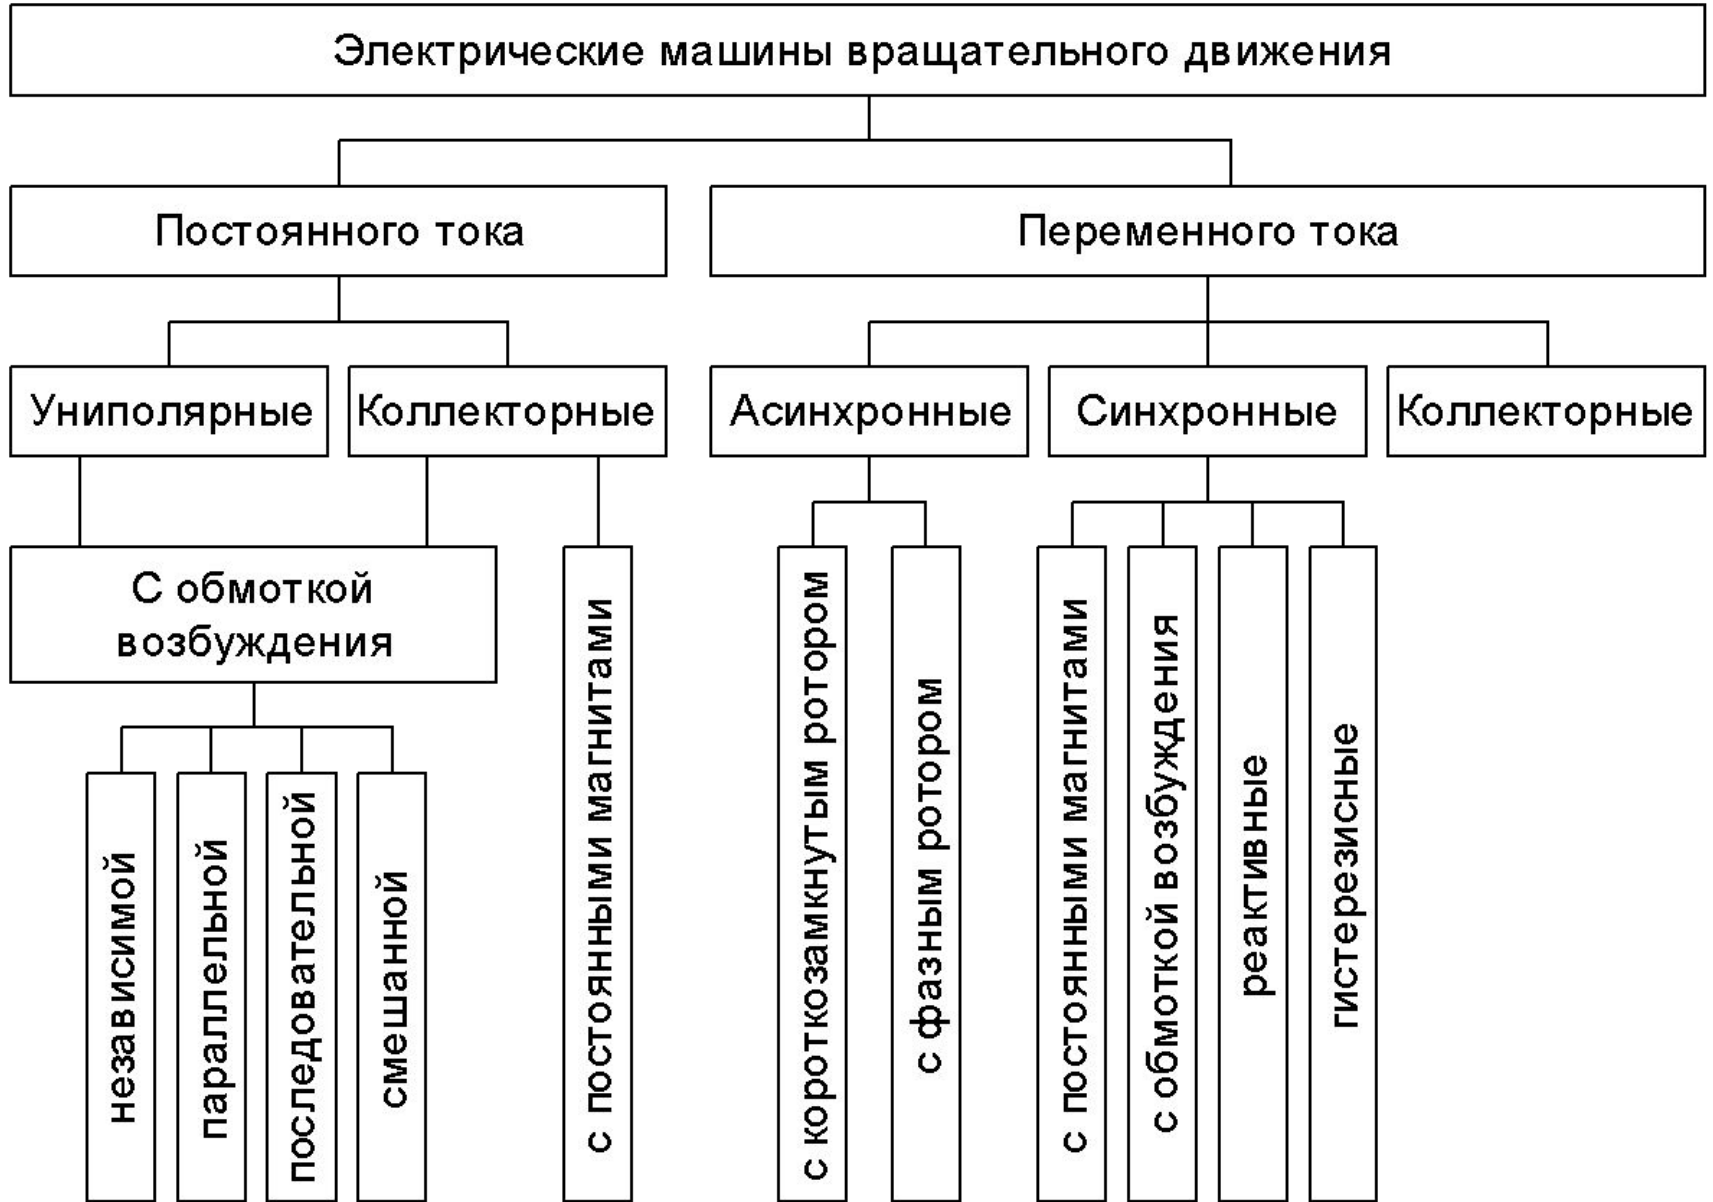 Электрические машины вращательного движения
Постоянного тока
Переменного тока
Униполярные
Коллекторные
Асинхронные
Синхронные
Коллекторные
С обмоткой
возбуждения
независимой
параллельной
последовательной
смешанной
с постоянными магнитами
с короткозамкнутым ротором
с фазным ротором
с постоянными магнитами
с обмоткой возбуждения
реактивные
гистерезисные